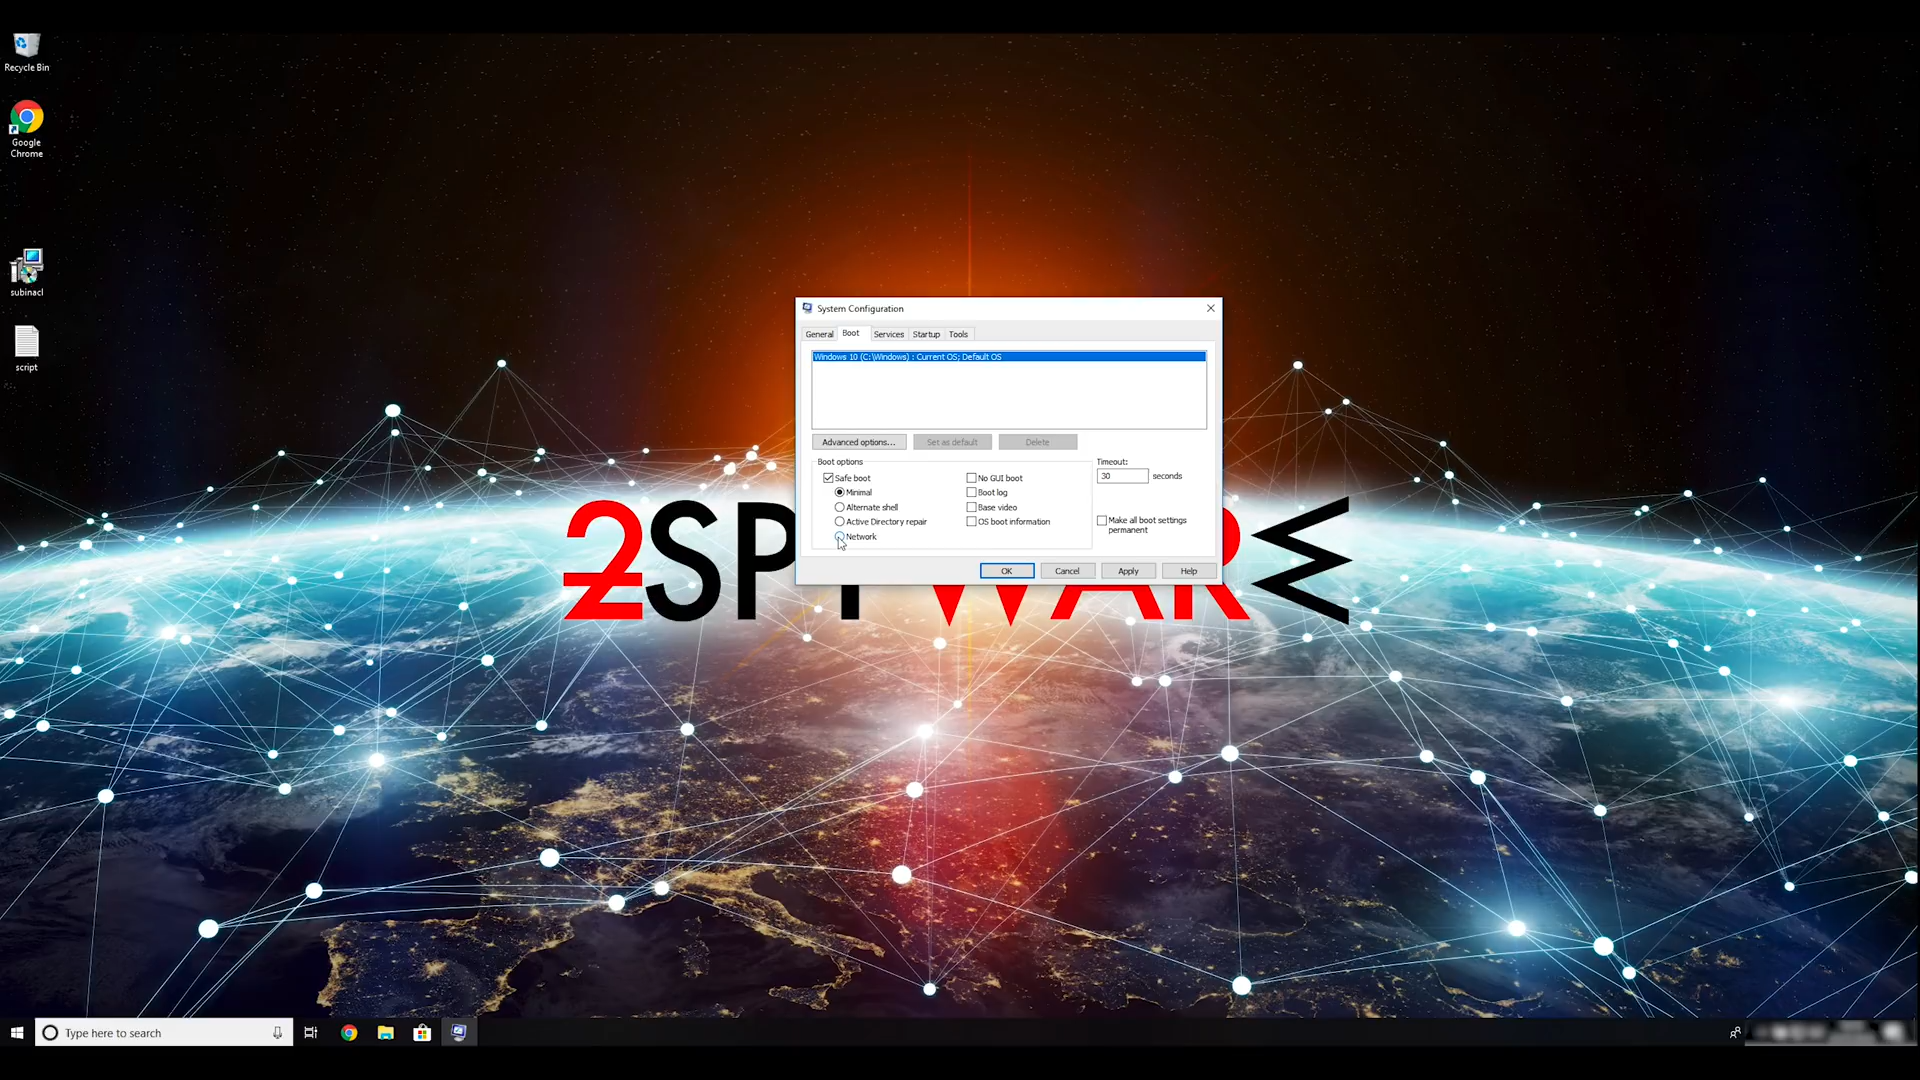 Recycle Bin
Google
Chrome
subinacl
script
System Configuration
General
Boot
Services
Startup
Tools
Windows 10 (C:\Windows) : Current OS; Default OS
Advanced options...
Set as default
Delete
Boot options
Safe boot
Minimal
Alternate shell
Active Directory repair
Network
No GUI boot
Boot log
Base video
OS boot information
Timeout:
30 seconds
Make all boot settings
permanent
OK
Cancel
Apply
Help
2SPYWARE
Type here to search